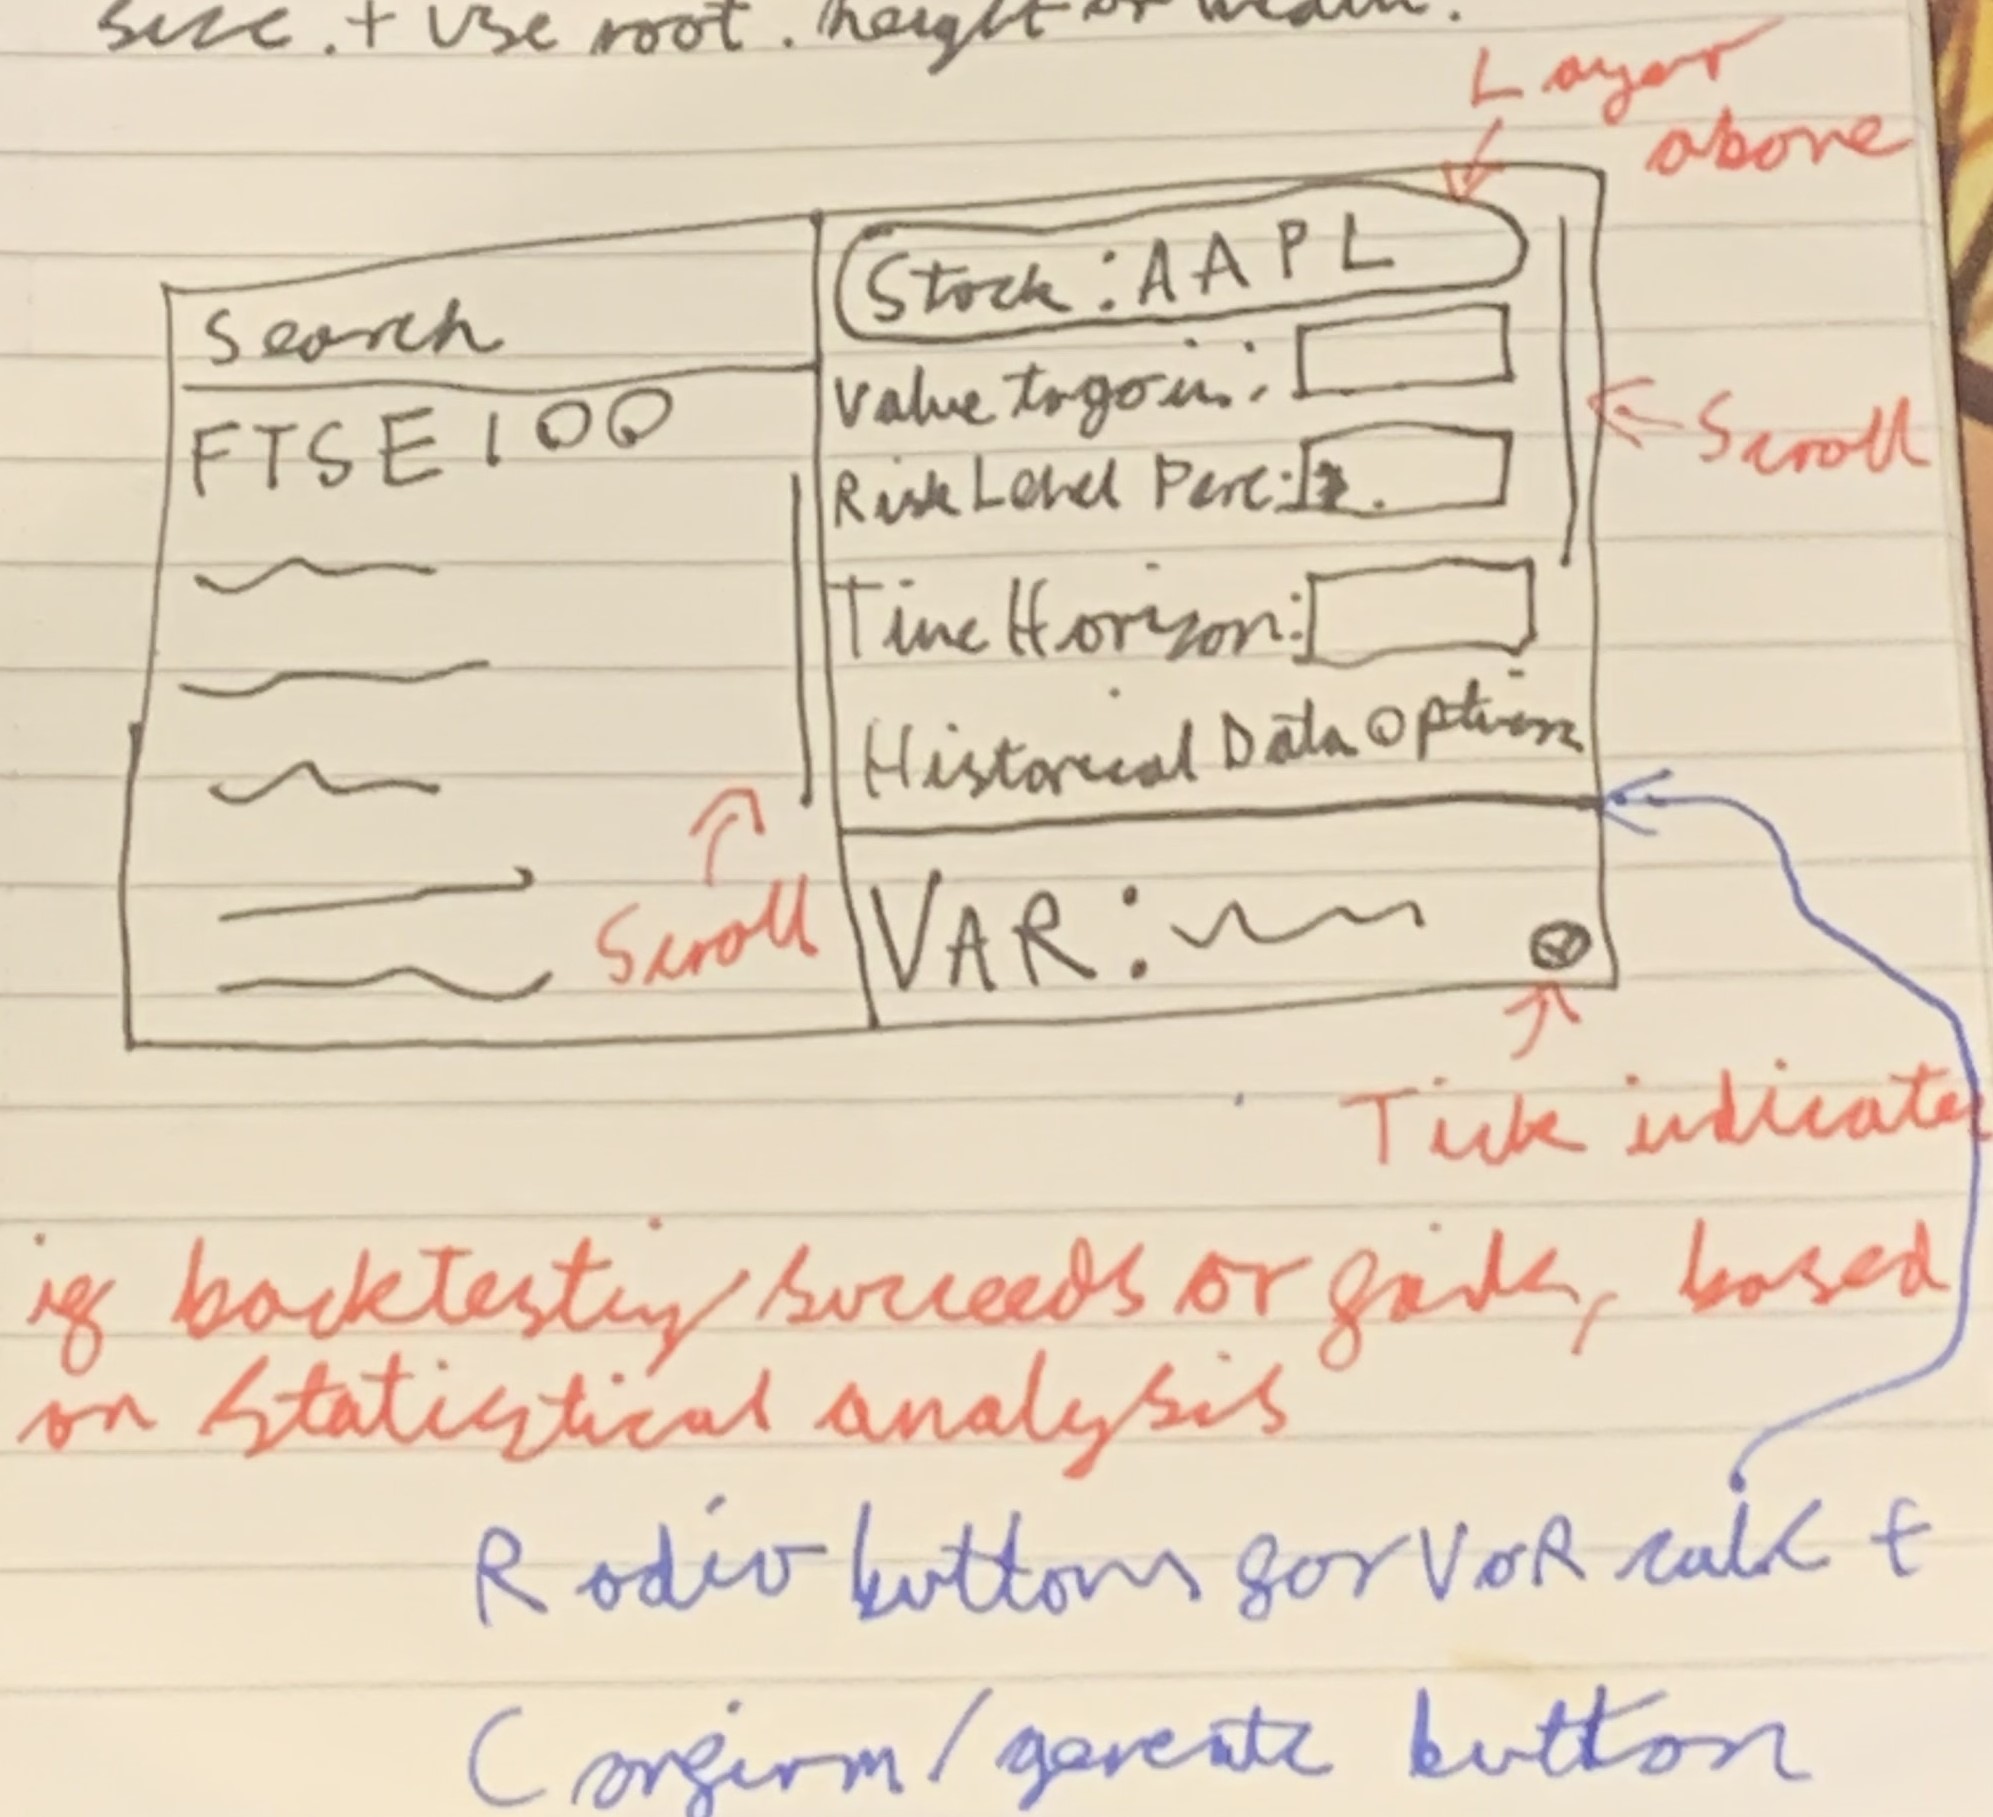 size. + Use root. height or width.
Layer
above
Search
FTSE 100
Stock: AAPL
Value to go in:
Risk Level Perc:
Time Horizon:
Historical Data Options
Scroll
Scroll
VAR:
Tick indicates
if backtesting succeeds or fails, based
on statistical analysis
Radio buttons for VaR calc +
Confirm/generate button